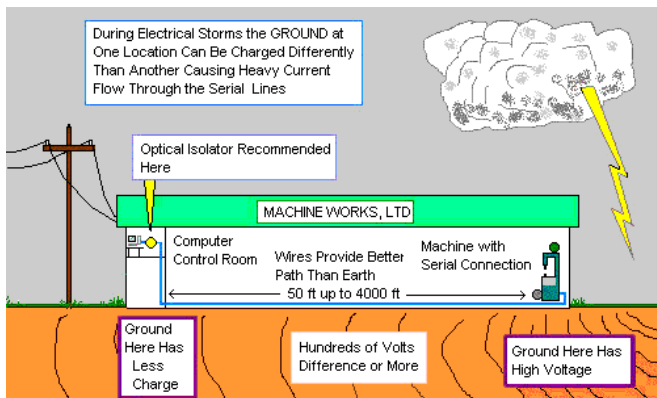 During Electrical Storms the GROUND at
One Location Can Be Charged Differently
Than Another Causing Heavy Current
Flow Through the Serial Lines
Optical Isolator Recommended
Here
MACHINE WORKS, LTD
Computer
Control Room
Wires Provide Better
Path Than Earth
50 ft up to 4000 ft
Machine with
Serial Connection
Ground
Here Has
Less
Charge
Hundreds of Volts
Difference or More
Ground Here Has
High Voltage